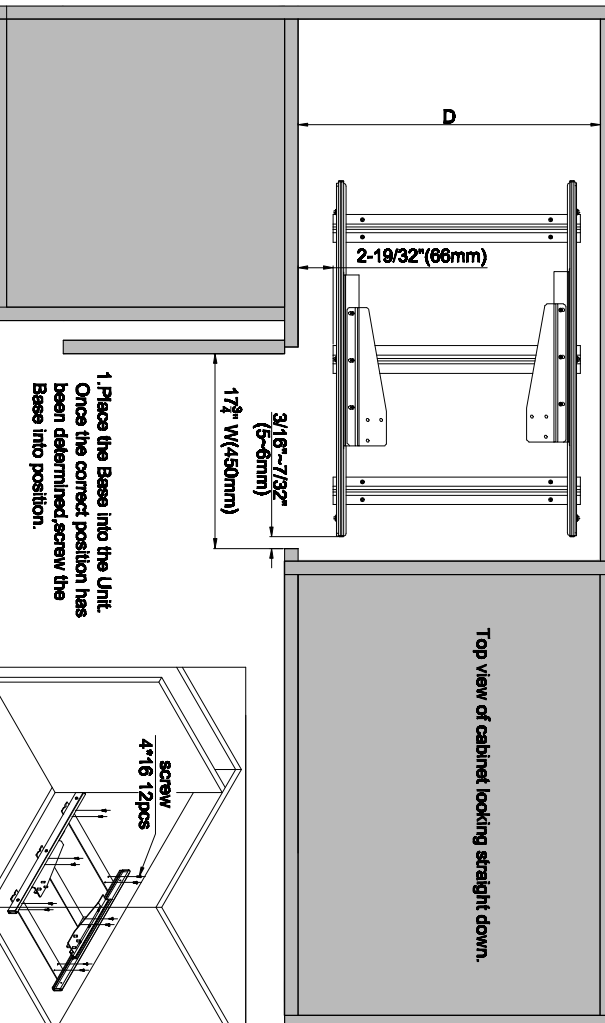 Top view of cabinet looking straight down.
D
2-19/32"(66mm)
3/16"~7/32"
(5~6mm)
17¾" W(450mm)
1.Place the Base into the Unit.
Once the correct position has
been determined,screw the
Base into position.
screw
4*16 12pcs